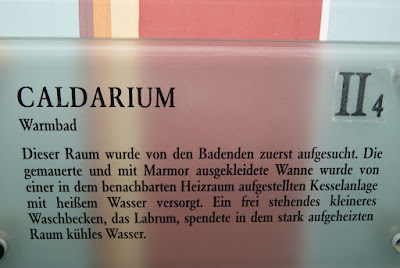 CALDARIUM
II4
Warmbad
Dieser Raum wurde von den Badenden zuerst aufgesucht. Die
gemauerte und mit Marmor ausgekleidete Wanne wurde von
einer in dem benachbarten Heizraum aufgestellten Kesselanlage
mit heißem Wasser versorgt. Ein frei stehendes kleineres
Waschbecken, das Labrum, spendete in dem stark aufgeheizten
Raum kühles Wasser.